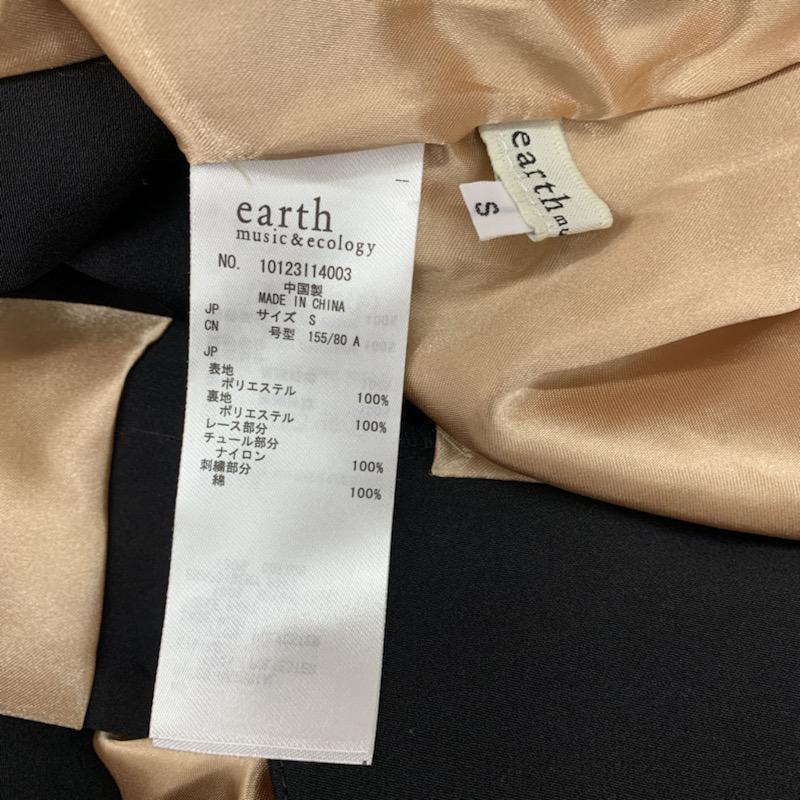 earth
music&ecology
NO. 10123I14003
中国製
MADE IN CHINA
JP サイズ S
CN 号型 155/80 A
JP
表地
ポリエステル 100%
裏地
ポリエステル 100%
レース部分
チュール部分
ナイロン 100%
刺繍部分
綿 100%
earth mu
S